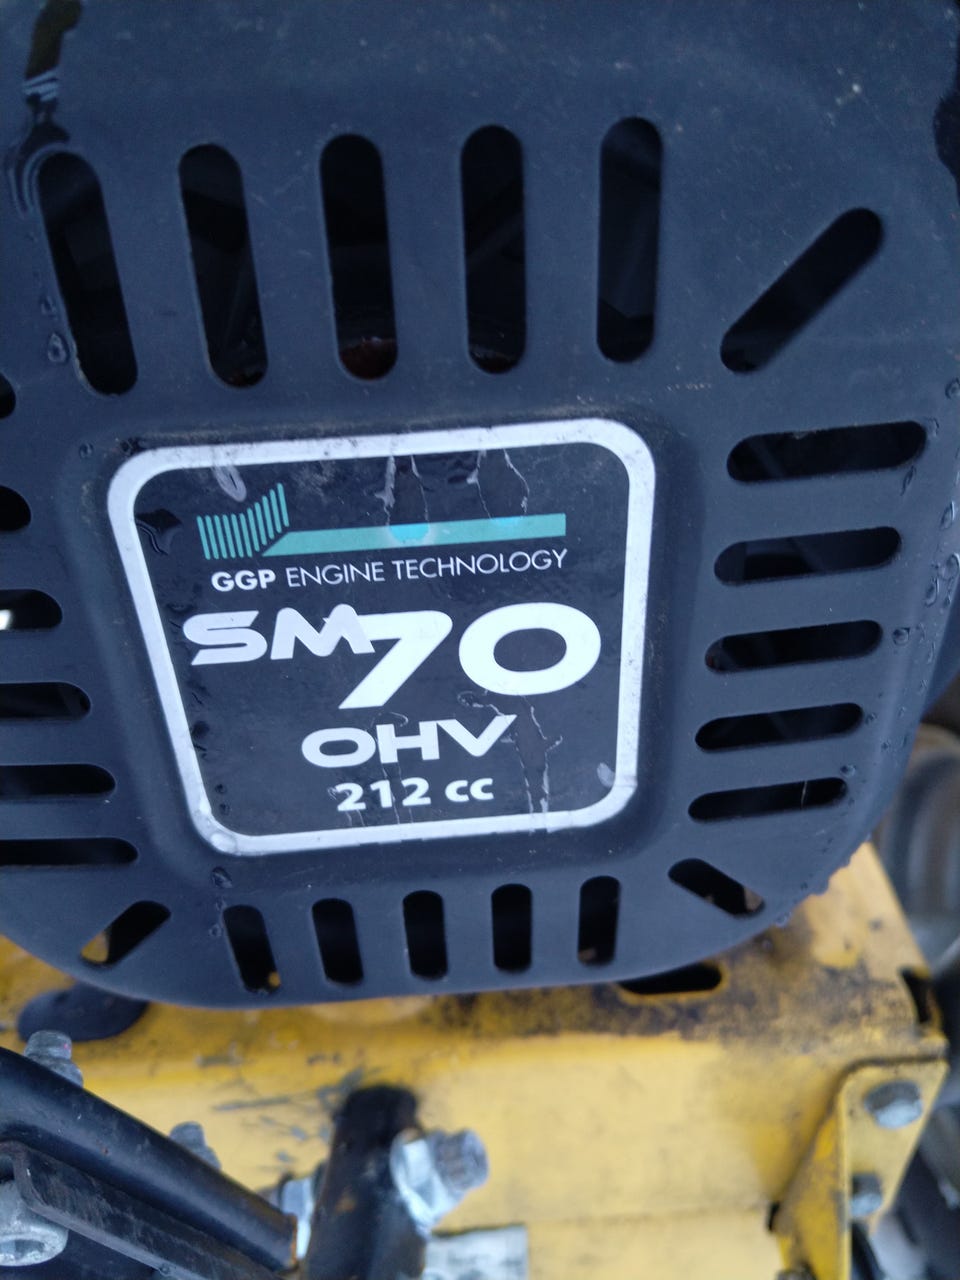 GGP ENGINE TECHNOLOGY
SM70
OHV
212 cc